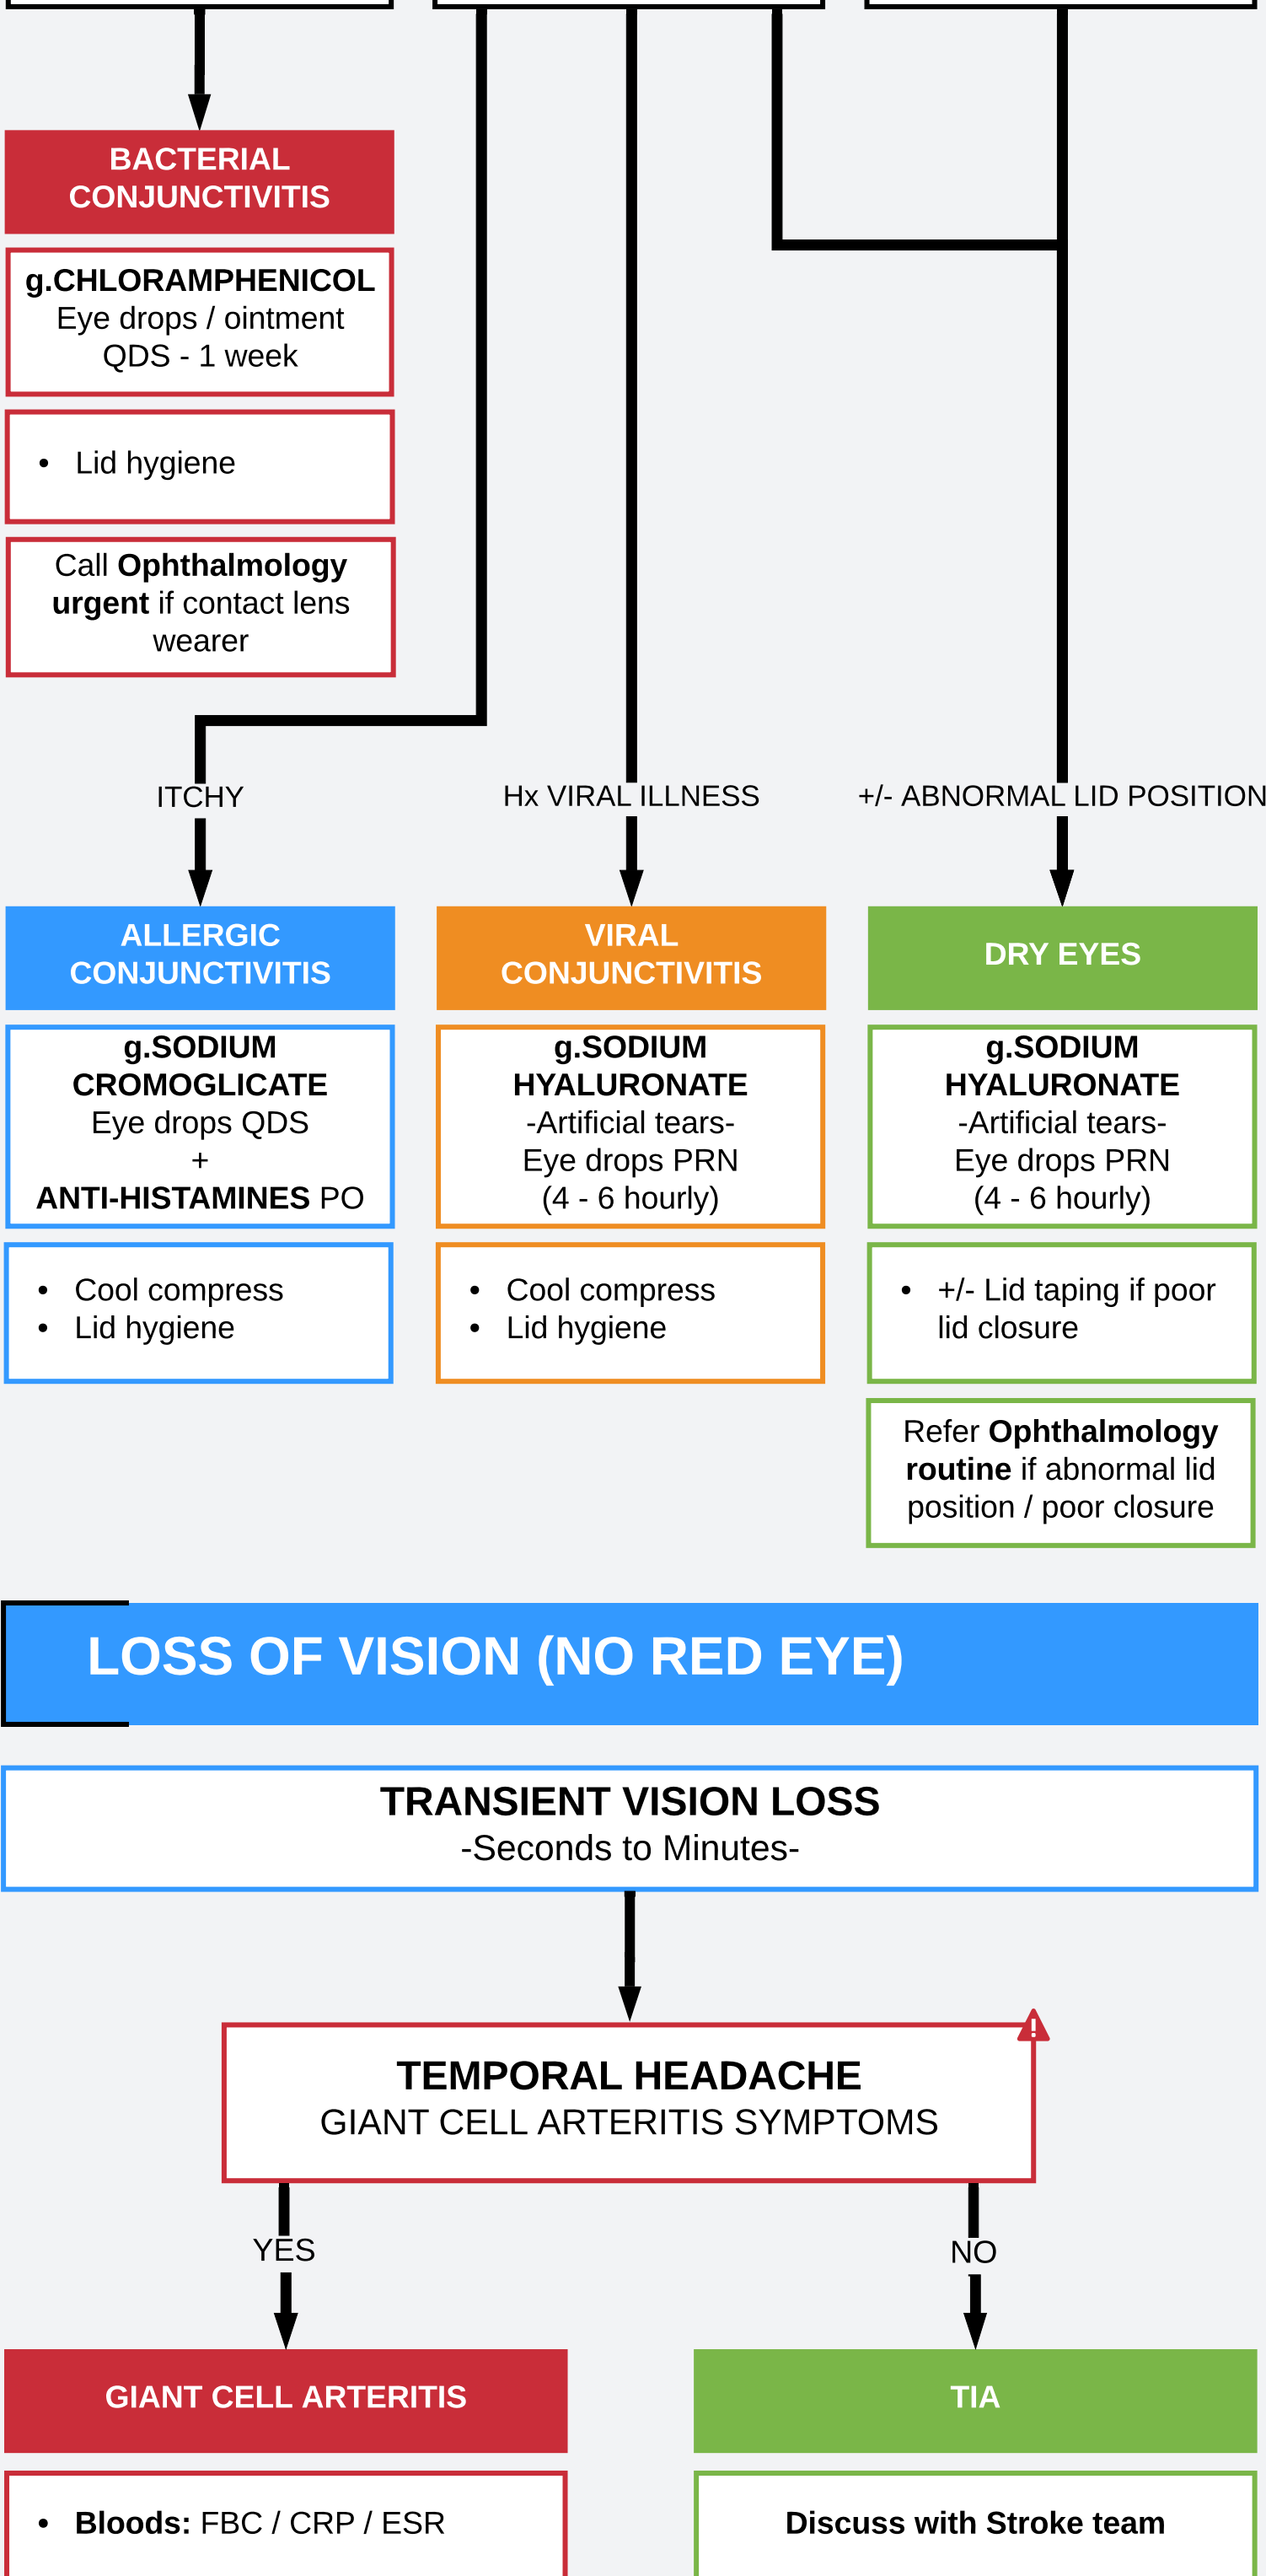 BACTERIAL
CONJUNCTIVITIS
g.CHLORAMPHENICOL
Eye drops / ointment
QDS - 1 week
• Lid hygiene
Call Ophthalmology
urgent if contact lens
wearer
ITCHY
Hx VIRAL ILLNESS
+/- ABNORMAL LID POSITION
ALLERGIC
CONJUNCTIVITIS
g.SODIUM
CROMOGLICATE
Eye drops QDS
+
ANTI-HISTAMINES PO
• Cool compress
• Lid hygiene
VIRAL
CONJUNCTIVITIS
g.SODIUM
HYALURONATE
-Artificial tears-
Eye drops PRN
(4 - 6 hourly)
• Cool compress
• Lid hygiene
DRY EYES
g.SODIUM
HYALURONATE
-Artificial tears-
Eye drops PRN
(4 - 6 hourly)
• +/- Lid taping if poor
lid closure
Refer Ophthalmology
routine if abnormal lid
position / poor closure
LOSS OF VISION (NO RED EYE)
TRANSIENT VISION LOSS
-Seconds to Minutes-
TEMPORAL HEADACHE
GIANT CELL ARTERITIS SYMPTOMS
YES
NO
GIANT CELL ARTERITIS
• Bloods: FBC / CRP / ESR
TIA
Discuss with Stroke team